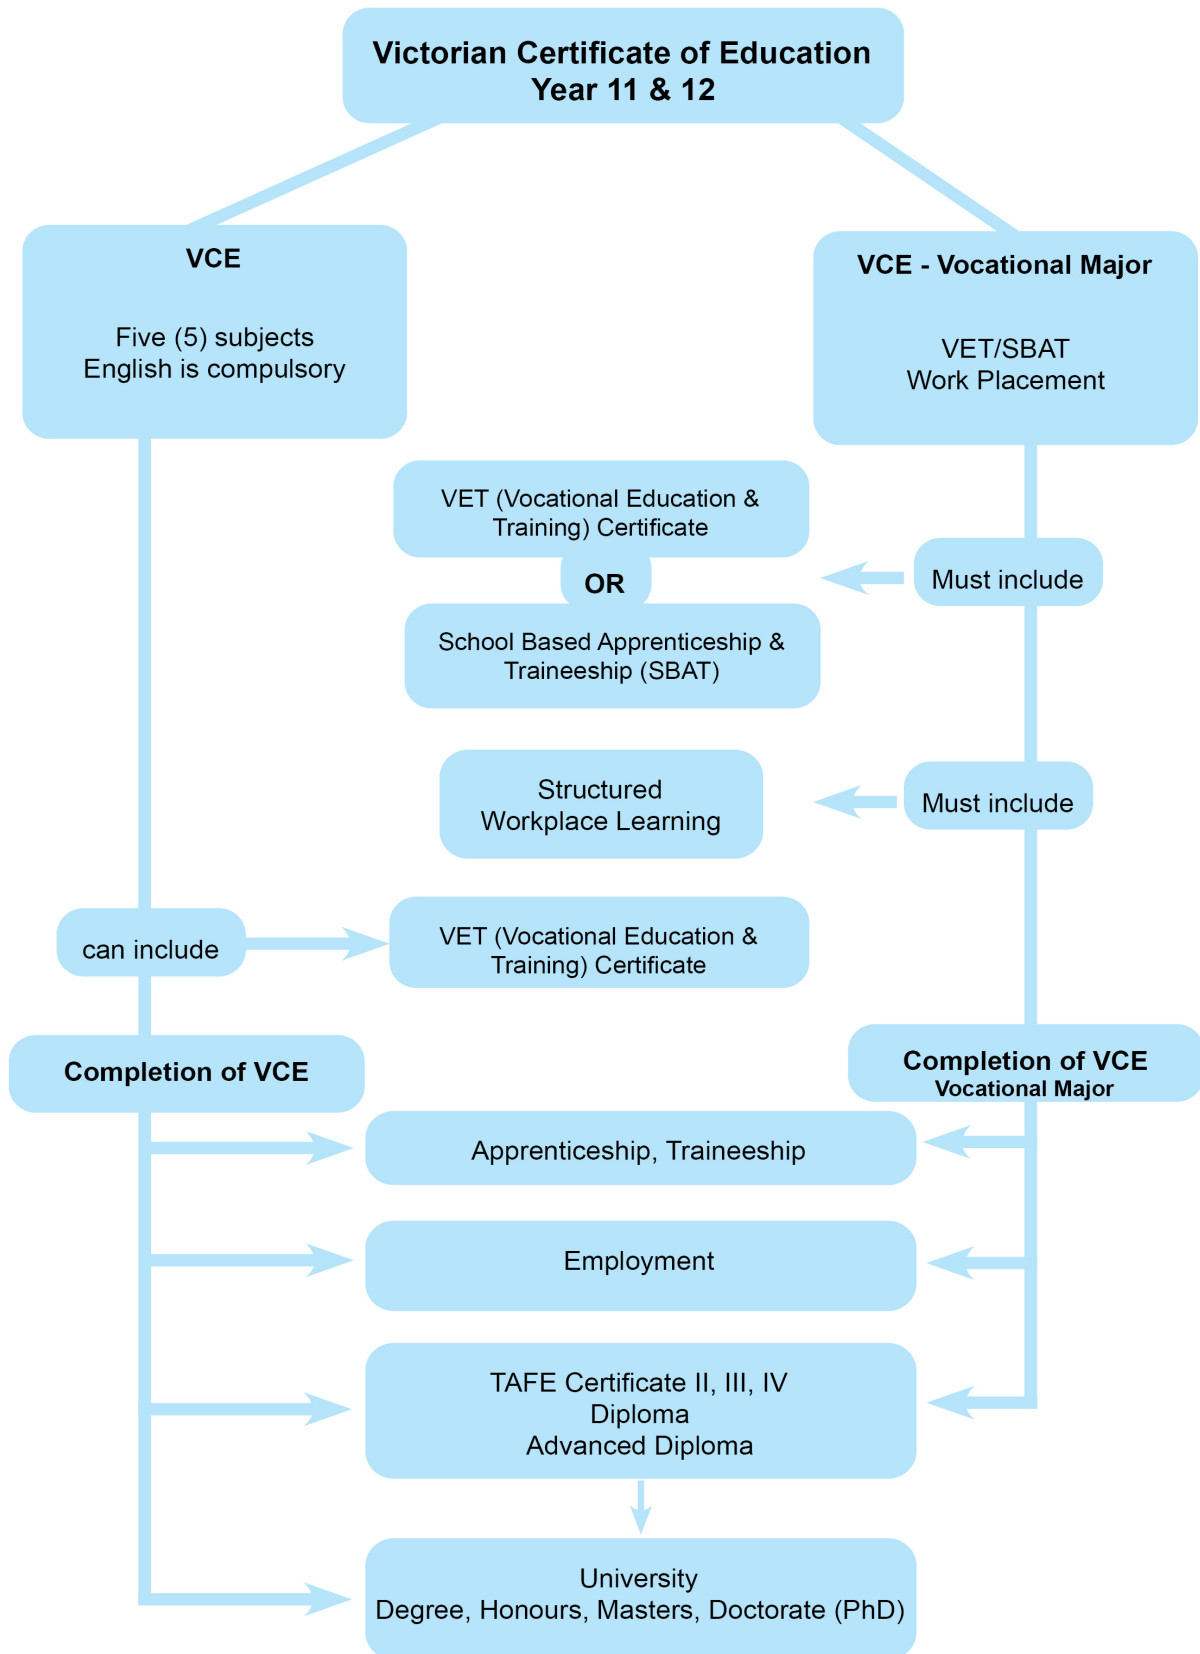 Victorian Certificate of Education
Year 11 & 12
VCE
Five (5) subjects
English is compulsory
VCE - Vocational Major
VET/SBAT
Work Placement
VET (Vocational Education &
Training) Certificate
OR
School Based Apprenticeship &
Traineeship (SBAT)
Must include
Structured
Workplace Learning
Must include
can include
VET (Vocational Education &
Training) Certificate
Completion of VCE
Completion of VCE
Vocational Major
Apprenticeship, Traineeship
Employment
TAFE Certificate II, III, IV
Diploma
Advanced Diploma
University
Degree, Honours, Masters, Doctorate (PhD)